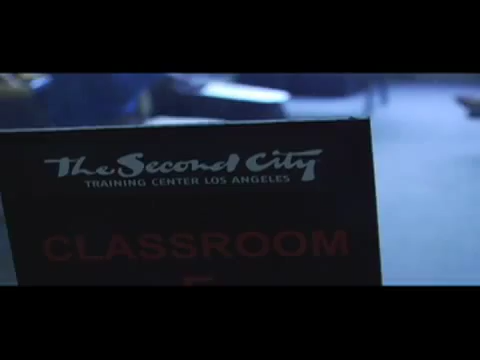 The Second City
TRAINING CENTER LOS ANGELES
CLASSROOM